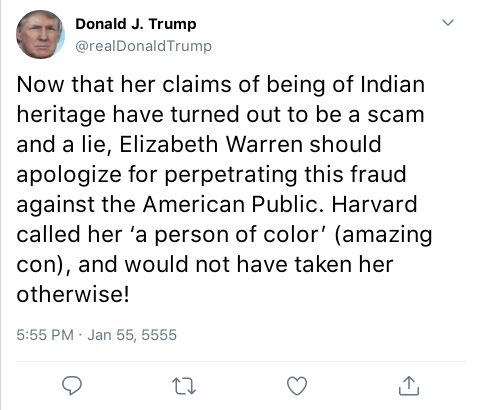 Donald J. Trump
@realDonaldTrump
Now that her claims of being of Indian
heritage have turned out to be a scam
and a lie, Elizabeth Warren should
apologize for perpetrating this fraud
against the American Public. Harvard
called her ‘a person of color’ (amazing
con), and would not have taken her
otherwise!
5:55 PM · Jan 55, 5555